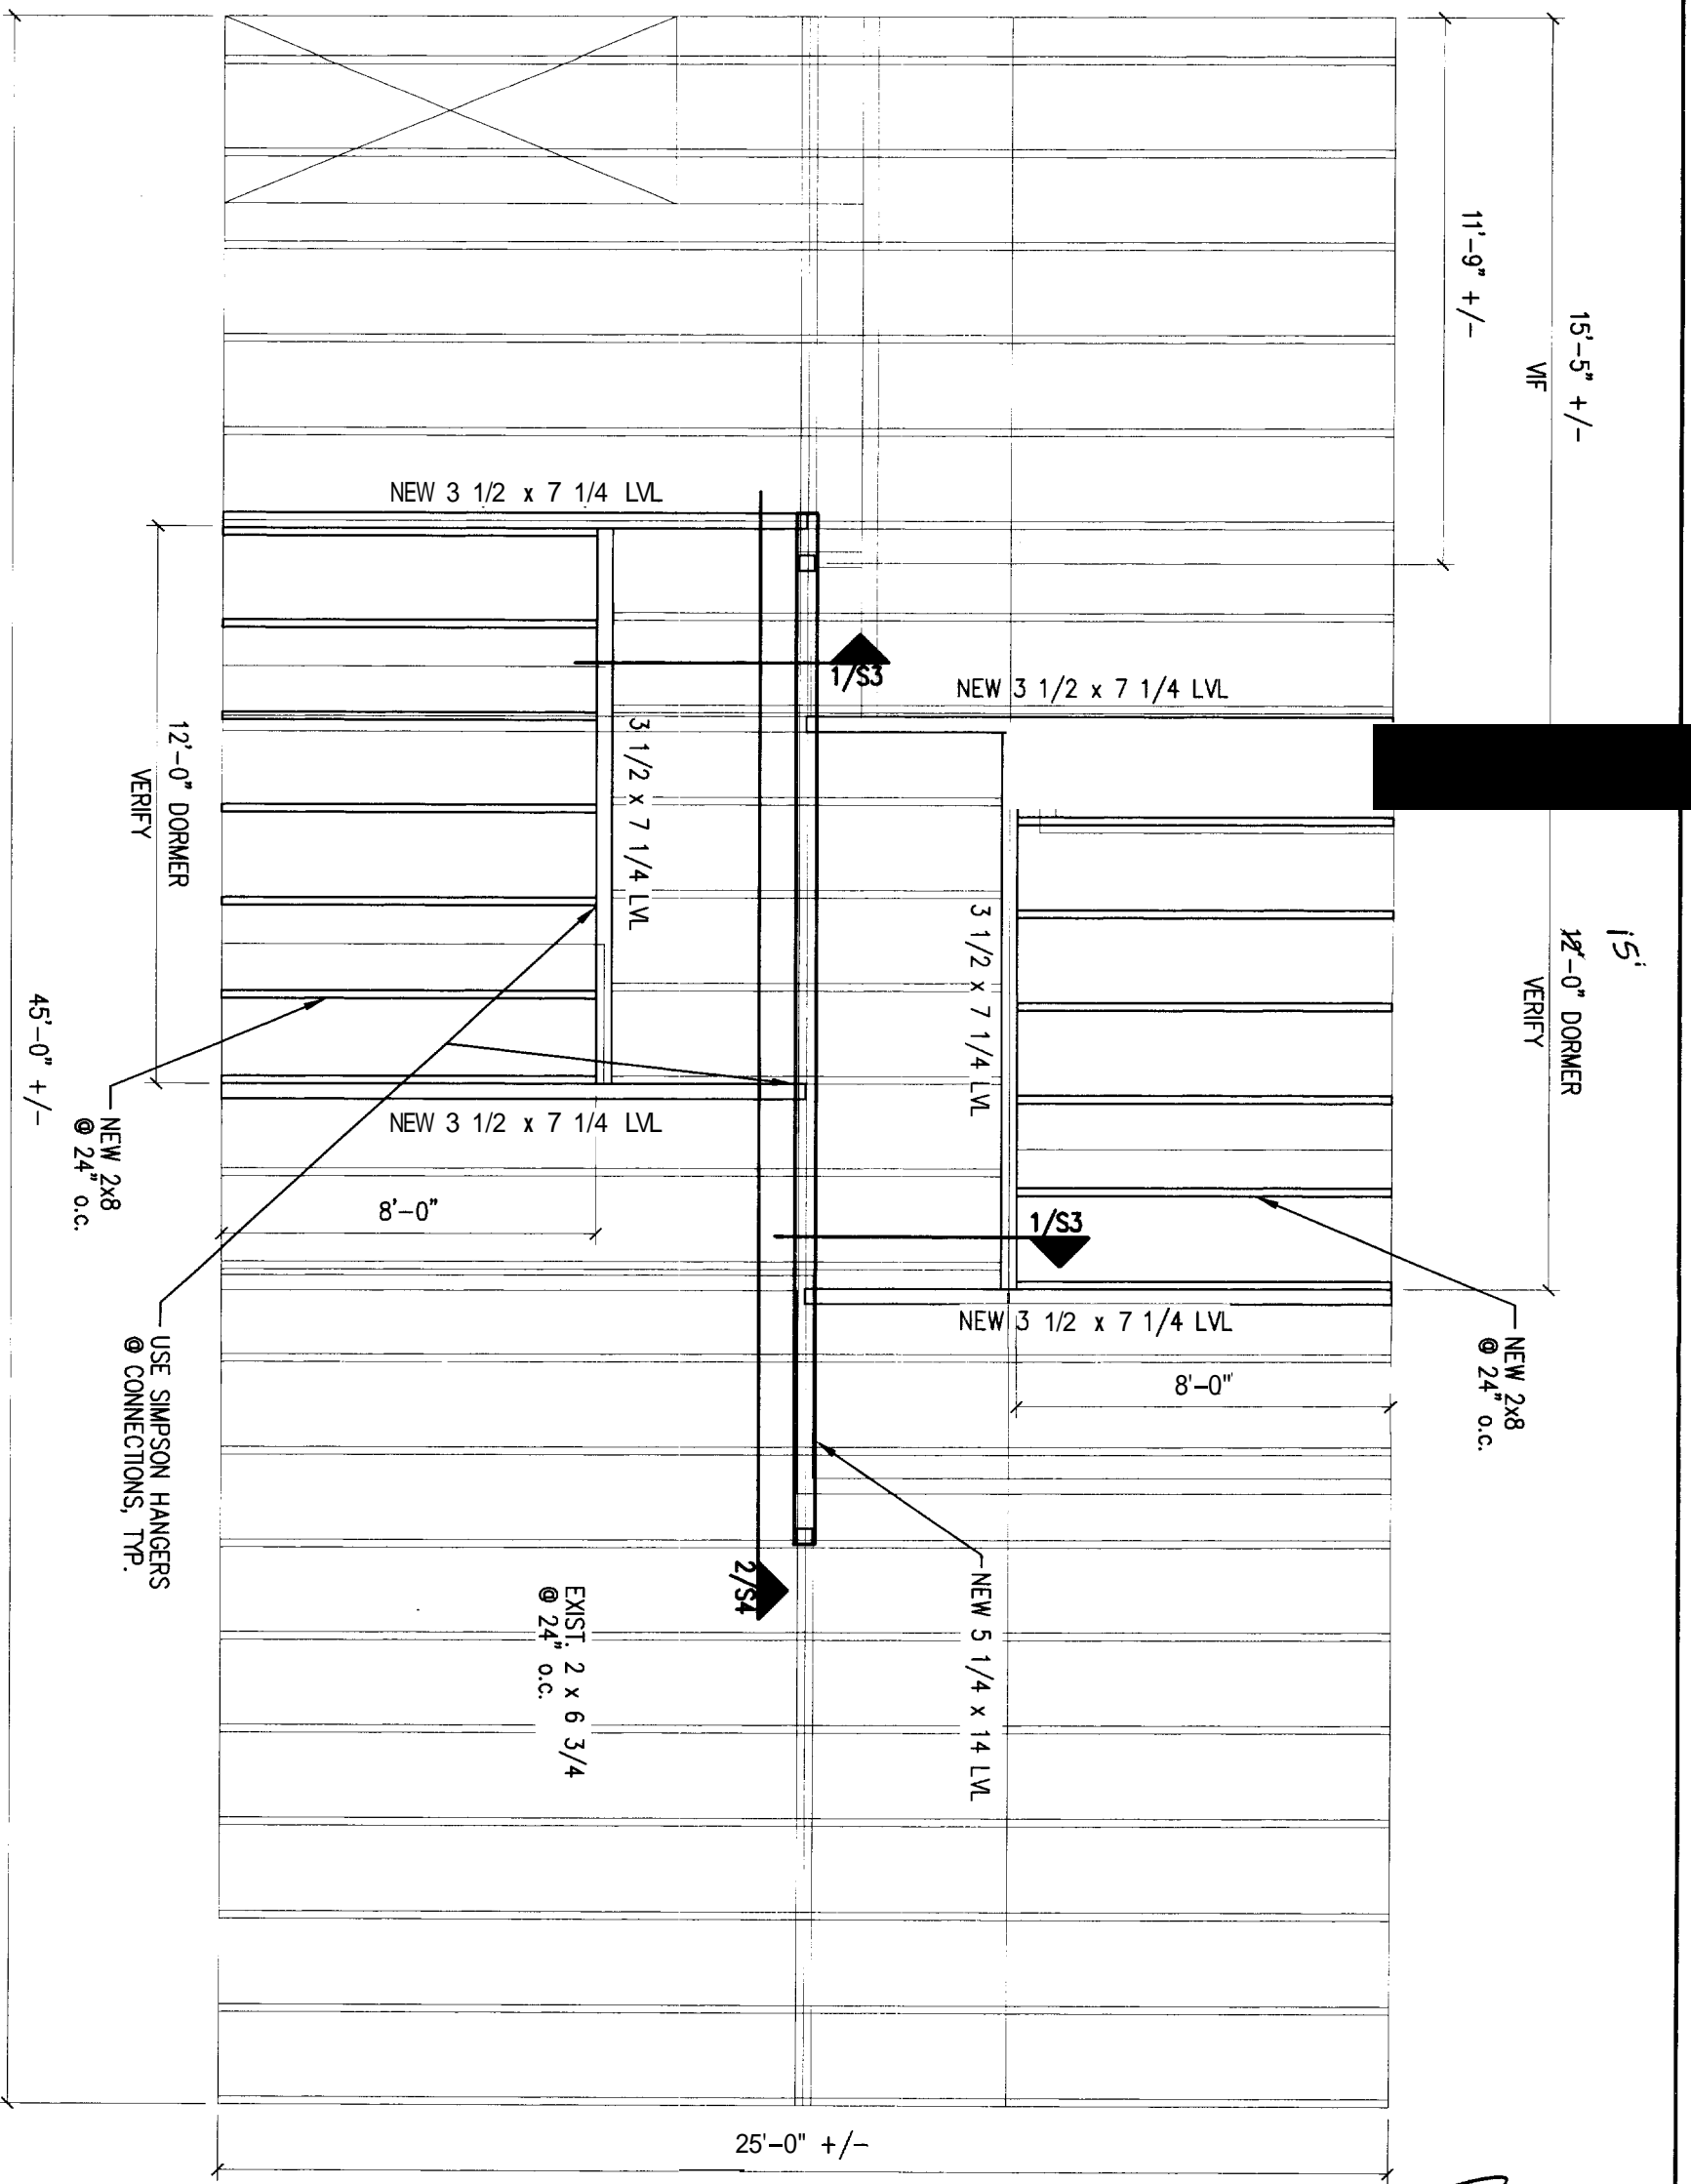 15'-5" +/-
VIF
11'-9" +/-
15'
12'-0" DORMER
VERIFY
NEW 3 1/2 x 7 1/4 LVL
1/S3
NEW 3 1/2 x 7 1/4 LVL
3 1/2 x 7 1/4 LVL
12'-0" DORMER
VERIFY
3 1/2 x 7 1/4 LVL
NEW 3 1/2 x 7 1/4 LVL
8'-0"
1/S3
NEW 3 1/2 x 7 1/4 LVL
8'-0"
NEW 2x8
@ 24" o.c.
NEW 2x8
@ 24" o.c.
45'-0" +/-
USE SIMPSON HANGERS
@ CONNECTIONS, TYP.
2/S4
NEW 5 1/4 x 14 LVL
EXIST. 2 x 6 3/4
@ 24" o.c.
25'-0" +/-